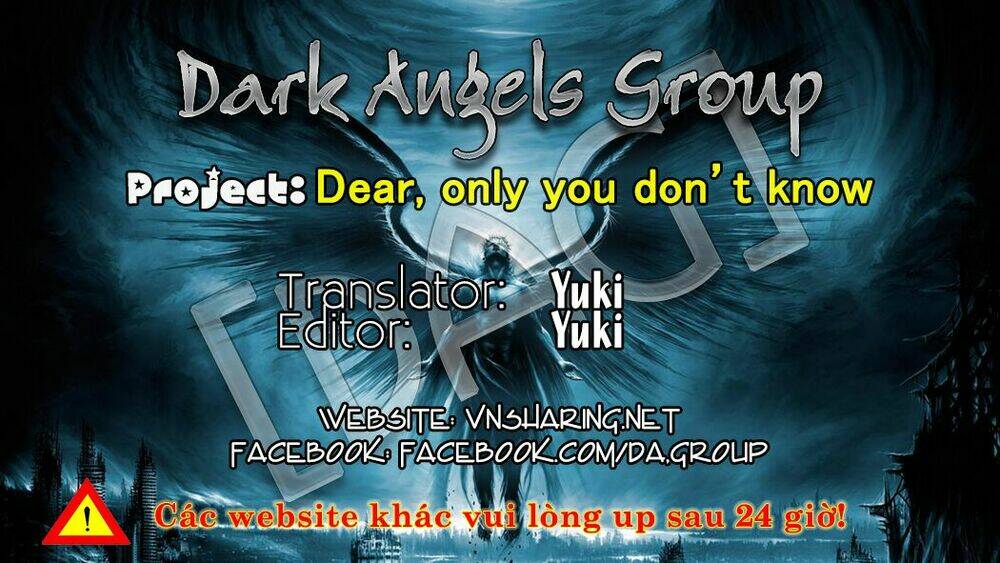 Dark Angels Group
Project: Dear, only you don't know
Translator: Yuki
Editor: Yuki
WEBSITE: VNSHARING.NET
FACEBOOK: FACEBOOK.COM/DA.GROUP
Các website khác vui lòng up sau 24 giờ!
[DAG]